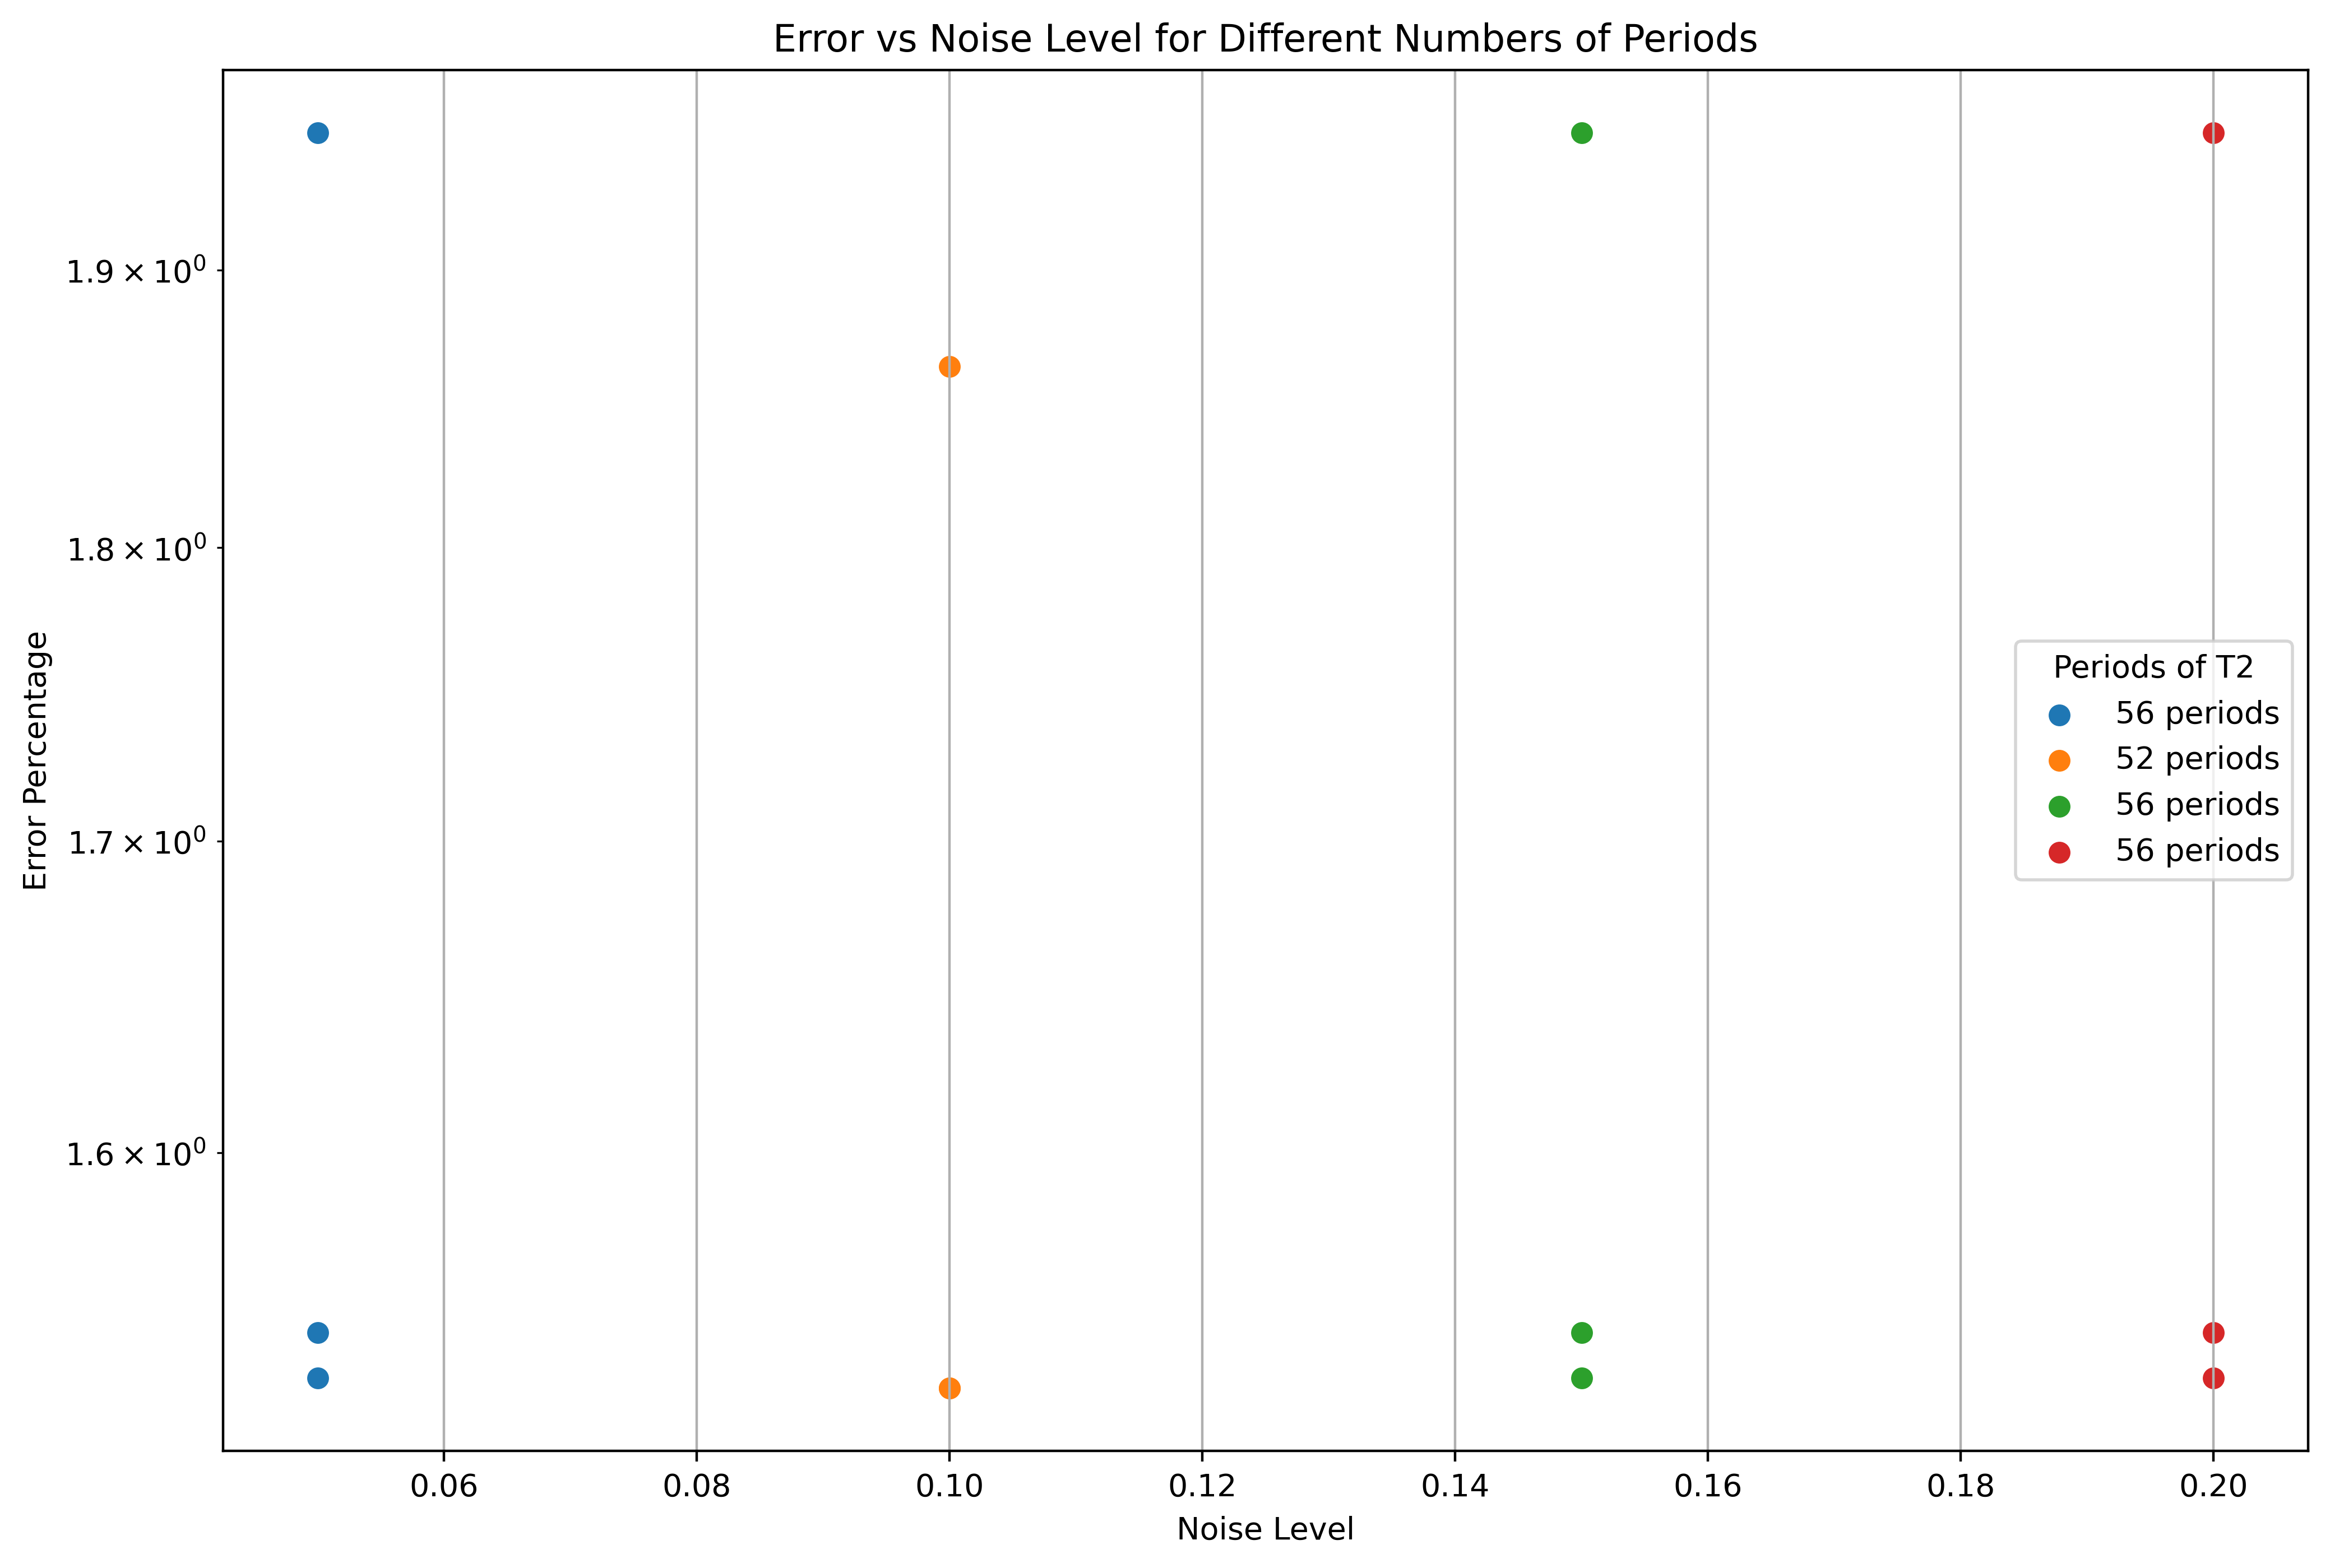 Error vs Noise Level for Different Numbers of Periods
Error Percentage
1.9 × 10⁰
1.8 × 10⁰
1.7 × 10⁰
1.6 × 10⁰
Periods of T2
56 periods
52 periods
56 periods
56 periods
0.06 0.08 0.10 0.12 0.14 0.16 0.18 0.20
Noise Level